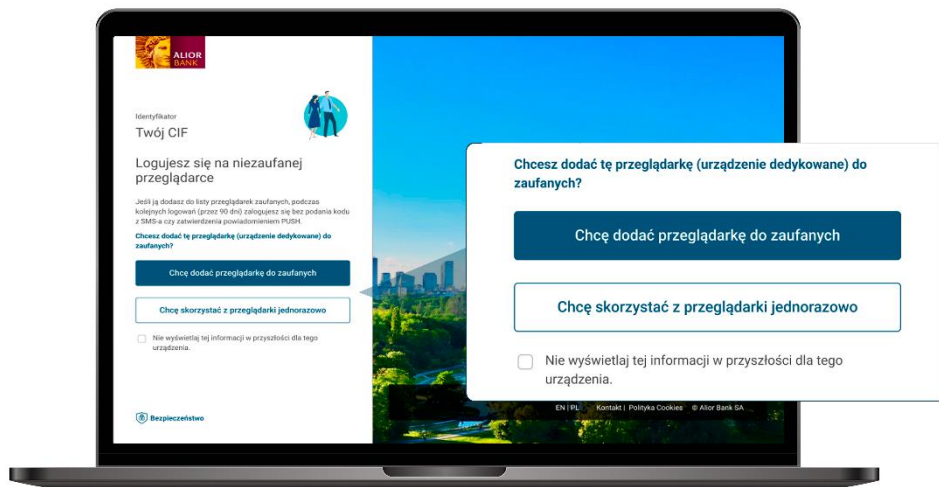 ALIOR
BANK
Identyfikator
Twój CIF
Logujesz się na niezaufanej
przeglądarce
Jeśli ją dodasz do listy przeglądarek zaufanych, podczas
kolejnych logowań (przez 90 dni) zalogujesz się bez podania kodu
z SMS-a czy zatwierdzenia powiadomieniem PUSH.
Chcesz dodać tę przeglądarkę (urządzenie dedykowane) do
zaufanych?
Chcę dodać przeglądarkę do zaufanych
Chcę skorzystać z przeglądarki jednorazowo
Nie wyświetlaj tej informacji w przyszłości dla tego
urządzenia.
Bezpieczeństwo
Chcesz dodać tę przeglądarkę (urządzenie dedykowane) do
zaufanych?
Chcę dodać przeglądarkę do zaufanych
Chcę skorzystać z przeglądarki jednorazowo
Nie wyświetlaj tej informacji w przyszłości dla tego
urządzenia.
EN | PL Kontakt | Polityka Cookies © Alior Bank SA